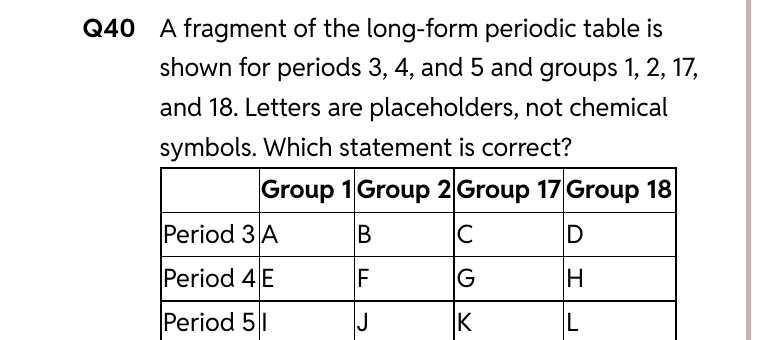 Q40 A fragment of the long-form periodic table is
shown for periods 3, 4, and 5 and groups 1, 2, 17,
and 18. Letters are placeholders, not chemical
symbols. Which statement is correct?
Group 1 Group 2 Group 17 Group 18
Period 3 A B C D
Period 4 E F G H
Period 5 I J K L